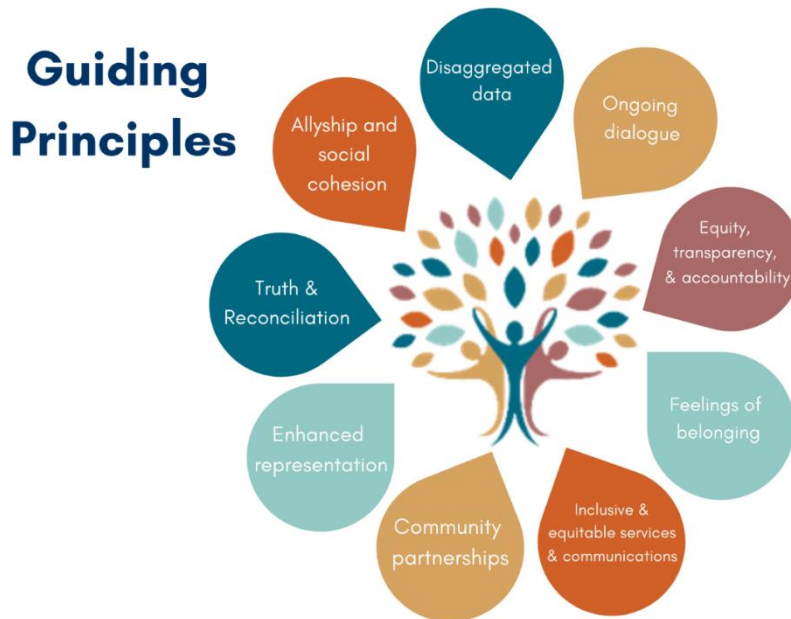 Guiding
Principles
Disaggregated
data
Ongoing
dialogue
Equity,
transparency,
& accountability
Feelings of
belonging
Inclusive &
equitable services
& communications
Community
partnerships
Enhanced
representation
Truth &
Reconciliation
Allyship and
social
cohesion